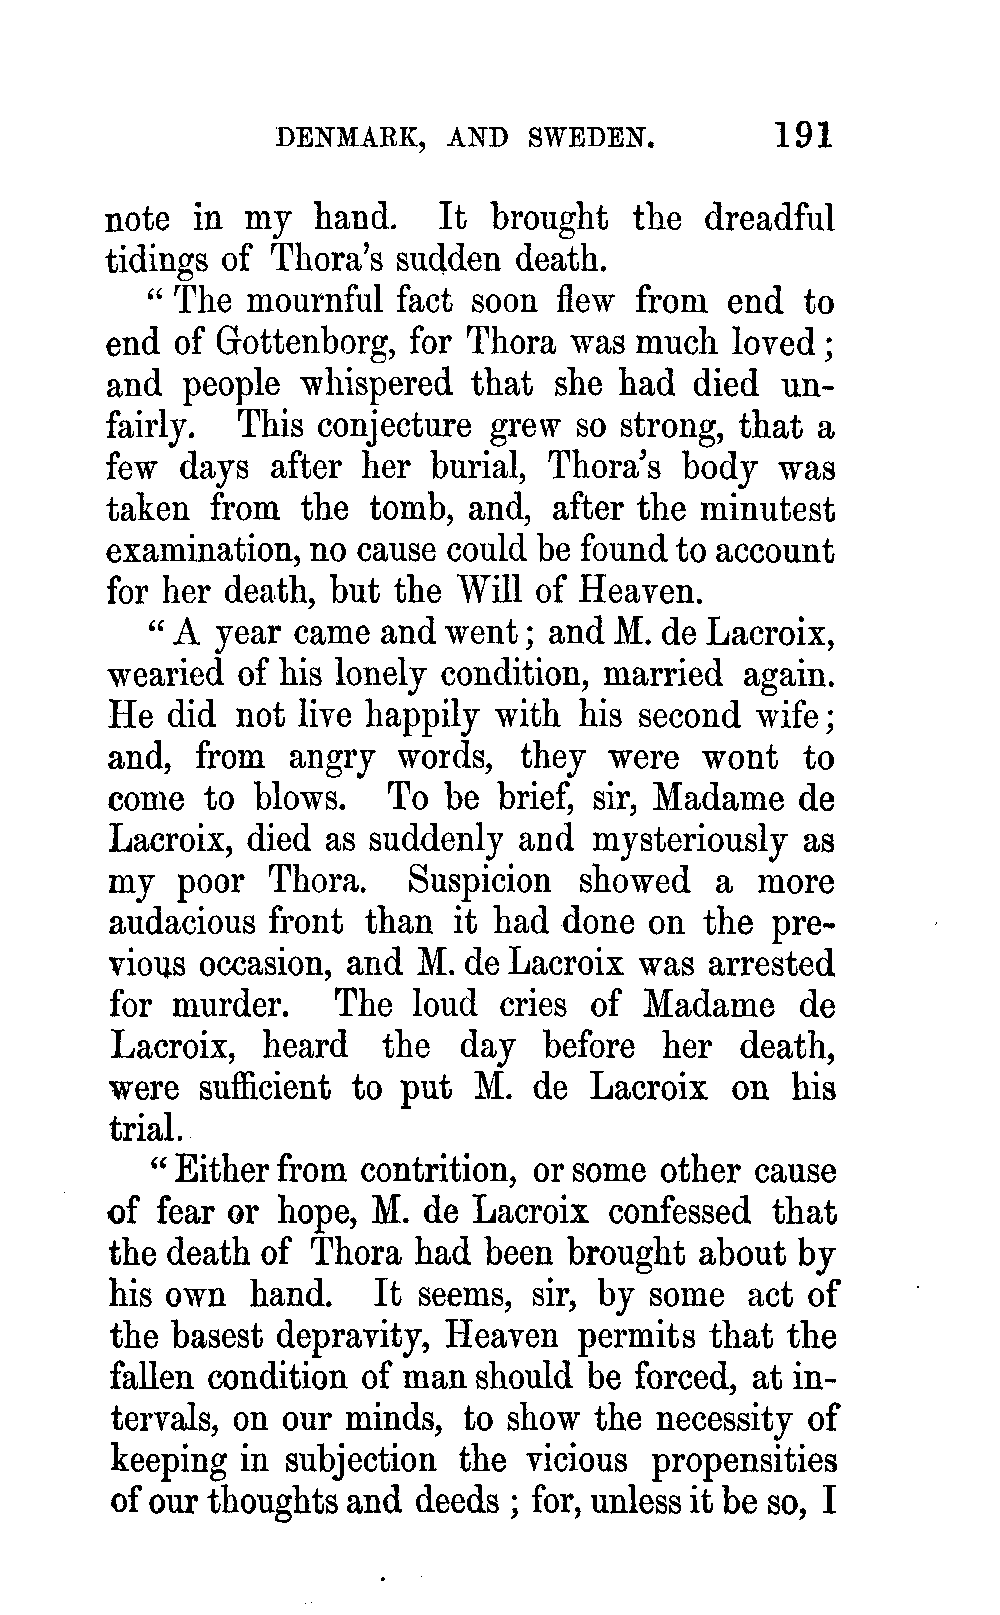 DENMARK, AND SWEDEN. 191
note in my hand. It brought the dreadful
tidings of Thora's sudden death.
"The mournful fact soon flew from end to
end of Gottenborg, for Thora was much loved;
and people whispered that she had died un-
fairly. This conjecture grew so strong, that a
few days after her burial, Thora's body was
taken from the tomb, and, after the minutest
examination, no cause could be found to account
for her death, but the Will of Heaven.
"A year came and went; and M. de Lacroix,
wearied of his lonely condition, married again.
He did not live happily with his second wife;
and, from angry words, they were wont to
come to blows. To be brief, sir, Madame de
Lacroix, died as suddenly and mysteriously as
my poor Thora. Suspicion showed a more
audacious front than it had done on the pre-
vious occasion, and M. de Lacroix was arrested
for murder. The loud cries of Madame de
Lacroix, heard the day before her death,
were sufficient to put M. de Lacroix on his
trial.
"Either from contrition, or some other cause
of fear or hope, M. de Lacroix confessed that
the death of Thora had been brought about by
his own hand. It seems, sir, by some act of
the basest depravity, Heaven permits that the
fallen condition of man should be forced, at in-
tervals, on our minds, to show the necessity of
keeping in subjection the vicious propensities
of our thoughts and deeds; for, unless it be so, I